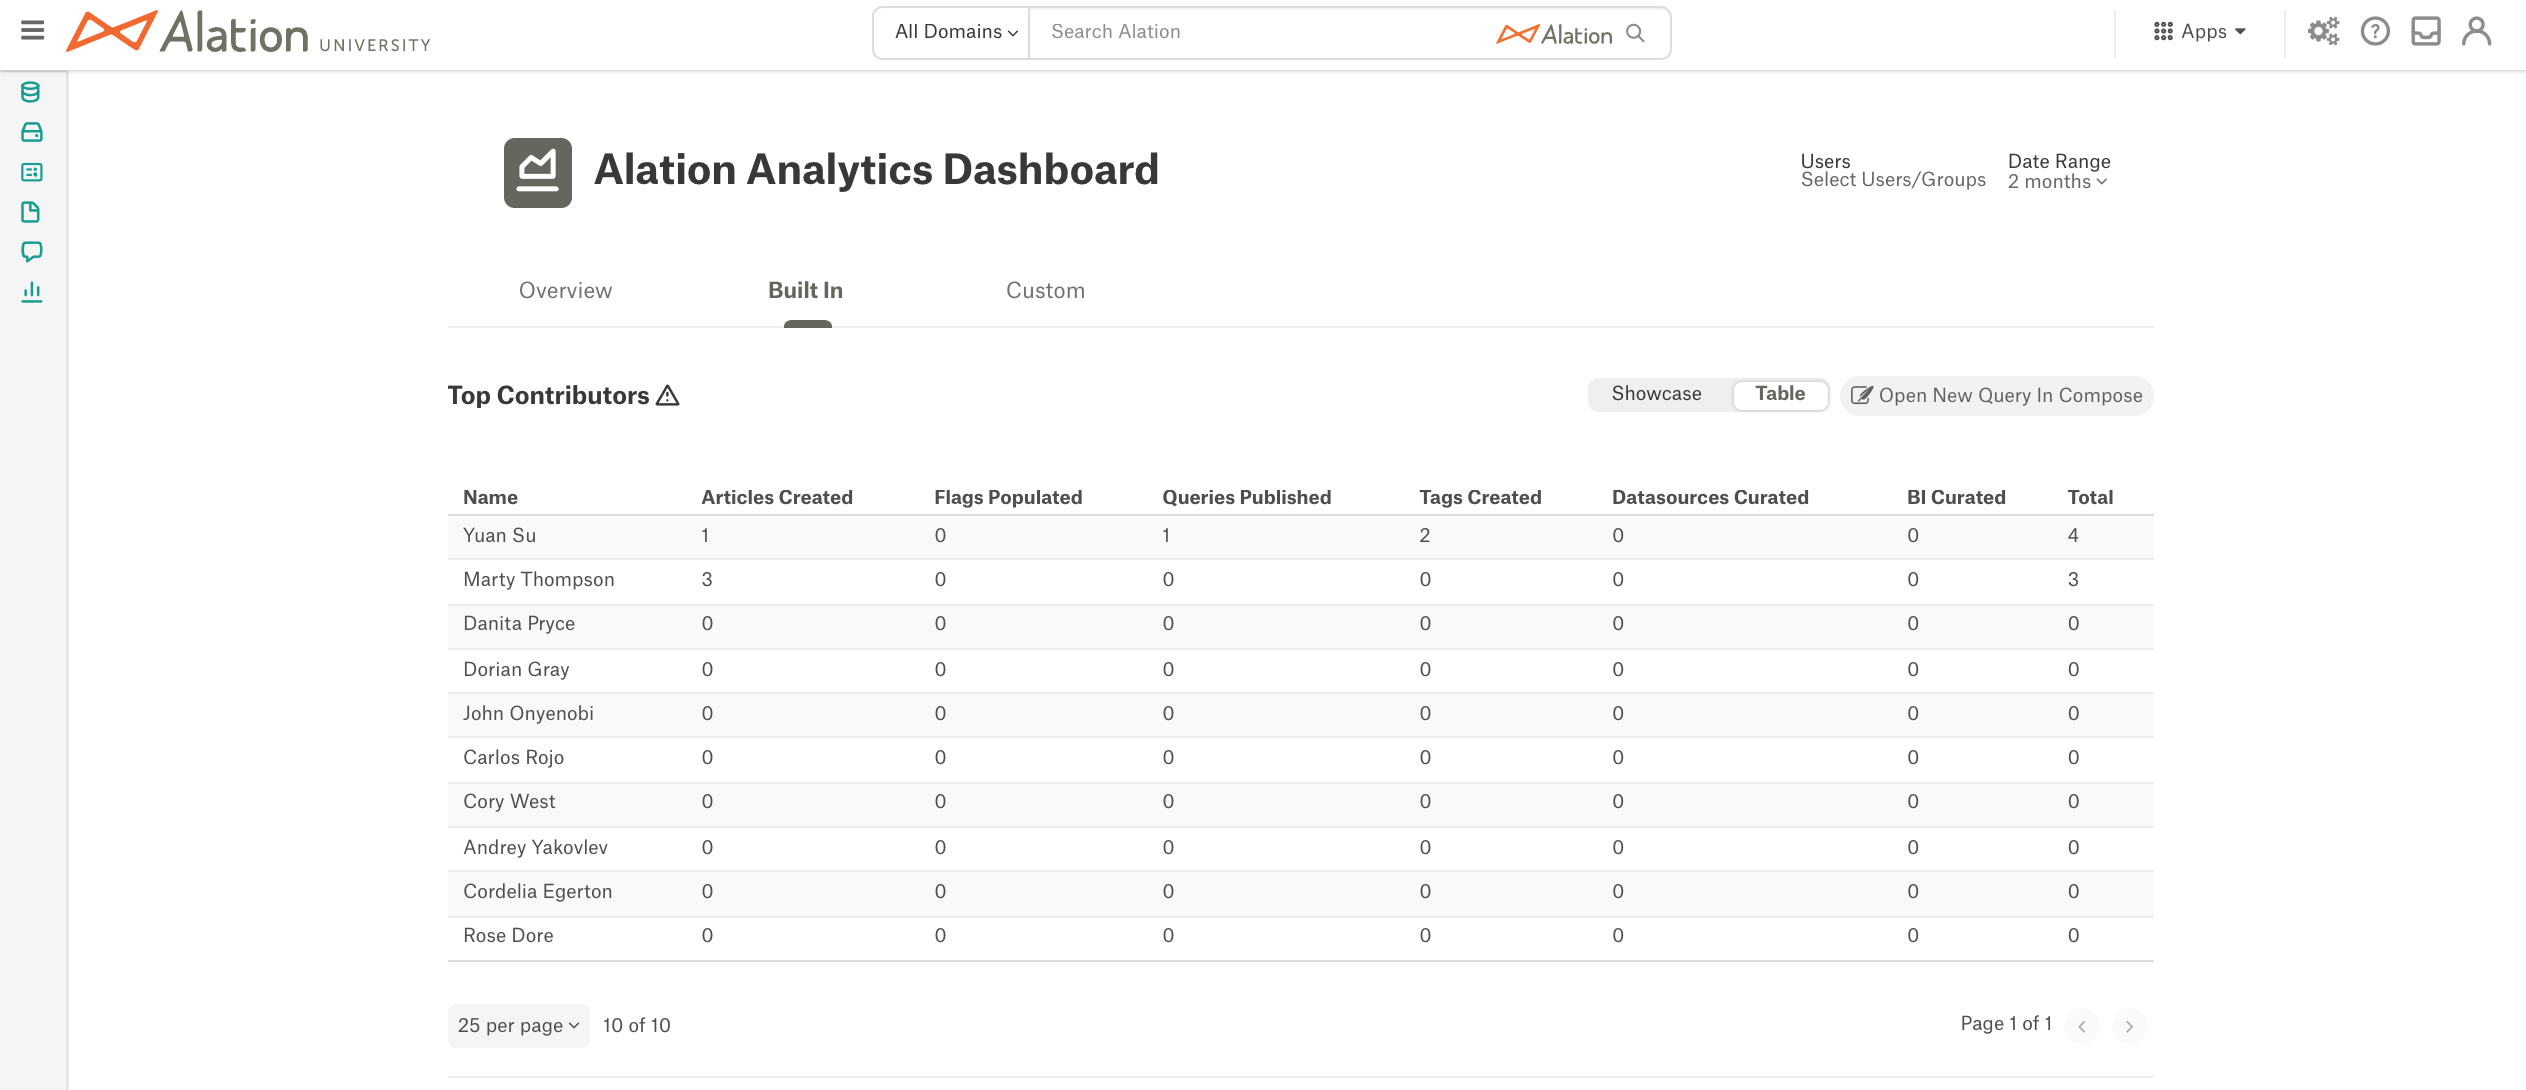 Alation UNIVERSITY
All Domains
Search Alation
Alation
Apps
Alation Analytics Dashboard
Users
Select Users/Groups
Date Range
2 months
Overview
Built In
Custom
Top Contributors
Showcase
Table
Open New Query In Compose
Name Articles Created Flags Populated Queries Published Tags Created Datasources Curated BI Curated Total
Yuan Su 1 0 1 2 0 0 4
Marty Thompson 3 0 0 0 0 0 3
Danita Pryce 0 0 0 0 0 0 0
Dorian Gray 0 0 0 0 0 0 0
John Onyenobi 0 0 0 0 0 0 0
Carlos Rojo 0 0 0 0 0 0 0
Cory West 0 0 0 0 0 0 0
Andrey Yakovlev 0 0 0 0 0 0 0
Cordelia Egerton 0 0 0 0 0 0 0
Rose Dore 0 0 0 0 0 0 0
25 per page
10 of 10
Page 1 of 1